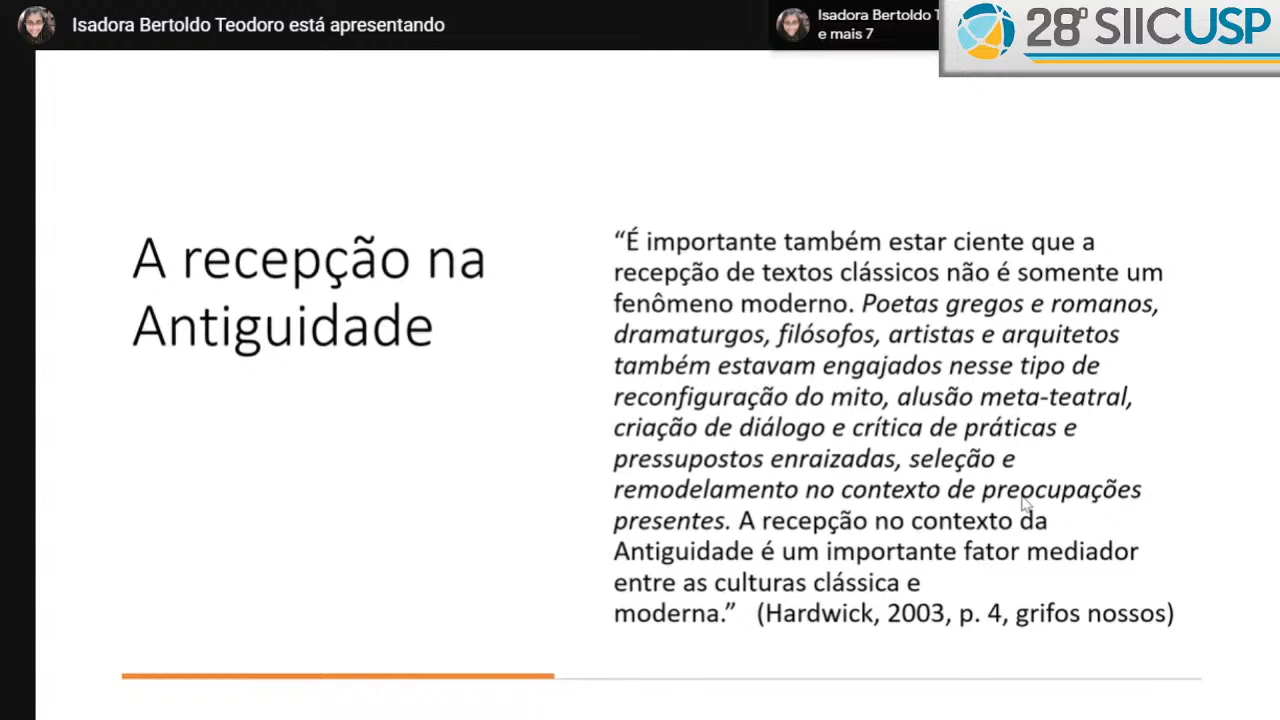 Isadora Bertoldo Teodoro está apresentando
Isadora Bertoldo T
e mais 7
28º SIICUSP
A recepção na
Antiguidade
“É importante também estar ciente que a
recepção de textos clássicos não é somente um
fenômeno moderno. Poetas gregos e romanos,
dramaturgos, filósofos, artistas e arquitetos
também estavam engajados nesse tipo de
reconfiguração do mito, alusão meta-teatral,
criação de diálogo e crítica de práticas e
pressupostos enraizadas, seleção e
remodelamento no contexto de preocupações
presentes. A recepção no contexto da
Antiguidade é um importante fator mediador
entre as culturas clássica e
moderna.” (Hardwick, 2003, p. 4, grifos nossos)